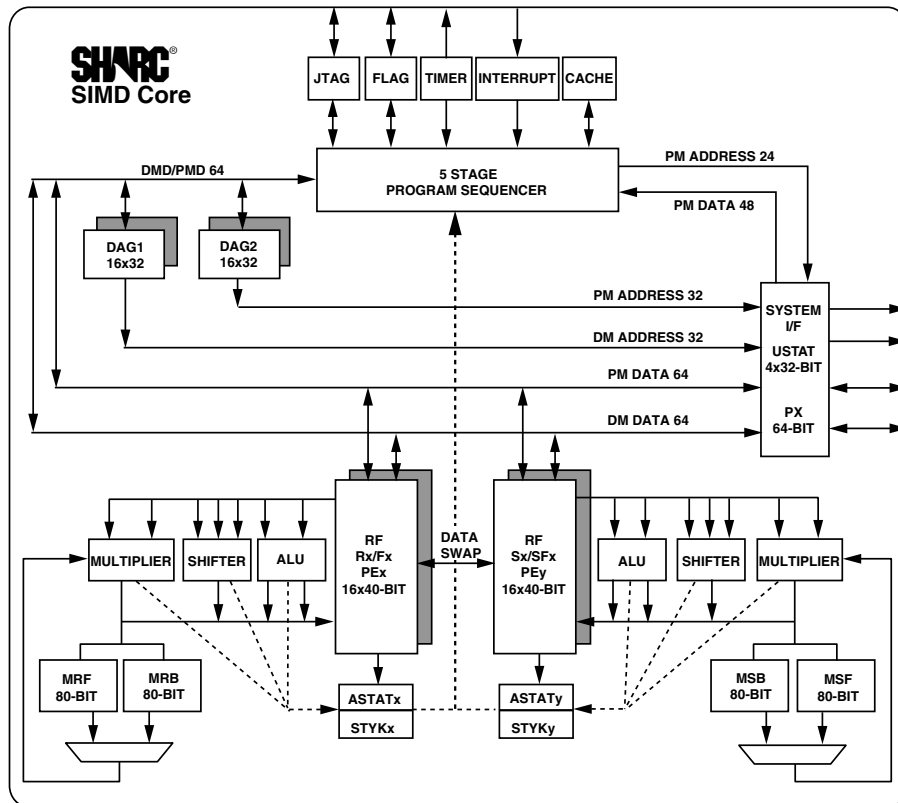 SHARC®
SIMD Core
JTAG
FLAG
TIMER
INTERRUPT
CACHE
DMD/PMD 64
5 STAGE
PROGRAM SEQUENCER
PM ADDRESS 24
PM DATA 48
DAG1
16x32
DAG2
16x32
PM ADDRESS 32
DM ADDRESS 32
PM DATA 64
DM DATA 64
SYSTEM
I/F
USTAT
4x32-BIT
PX
64-BIT
MULTIPLIER
SHIFTER
ALU
RF
Rx/Fx
PEx
16x40-BIT
DATA
SWAP
RF
Sx/SFx
PEy
16x40-BIT
ALU
SHIFTER
MULTIPLIER
MRF
80-BIT
MRB
80-BIT
ASTATx
STYKx
ASTATy
STYKy
MSB
80-BIT
MSF
80-BIT